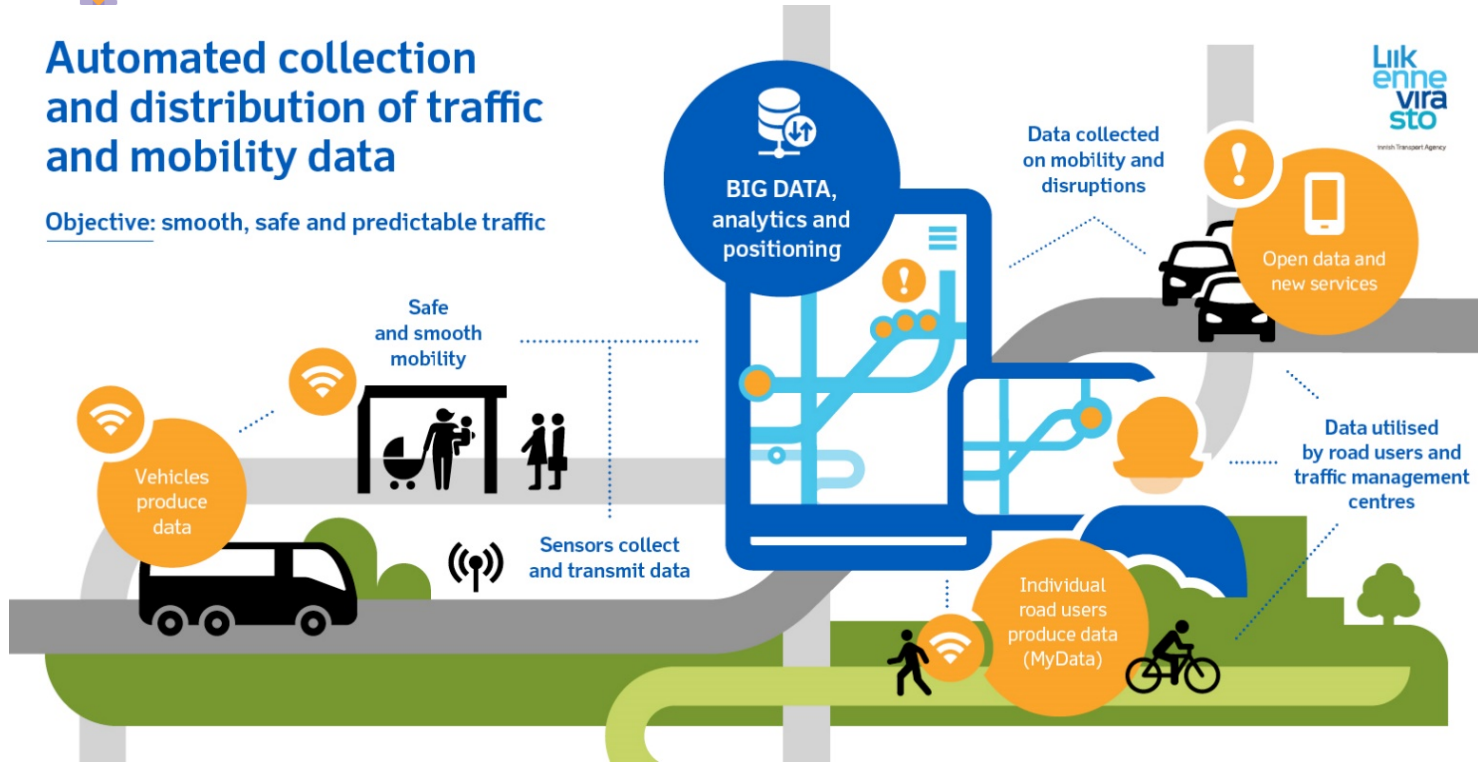 Automated collection
and distribution of traffic
and mobility data
Objective: smooth, safe and predictable traffic
BIG DATA,
analytics and
positioning
Data collected
on mobility and
disruptions
Liik
enne
vira
sto
Transport Agency
Open data and
new services
Safe
and smooth
mobility
Vehicles
produce
data
Sensors collect
and transmit data
Data utilised
by road users and
traffic management
centres
Individual
road users
produce data
(MyData)